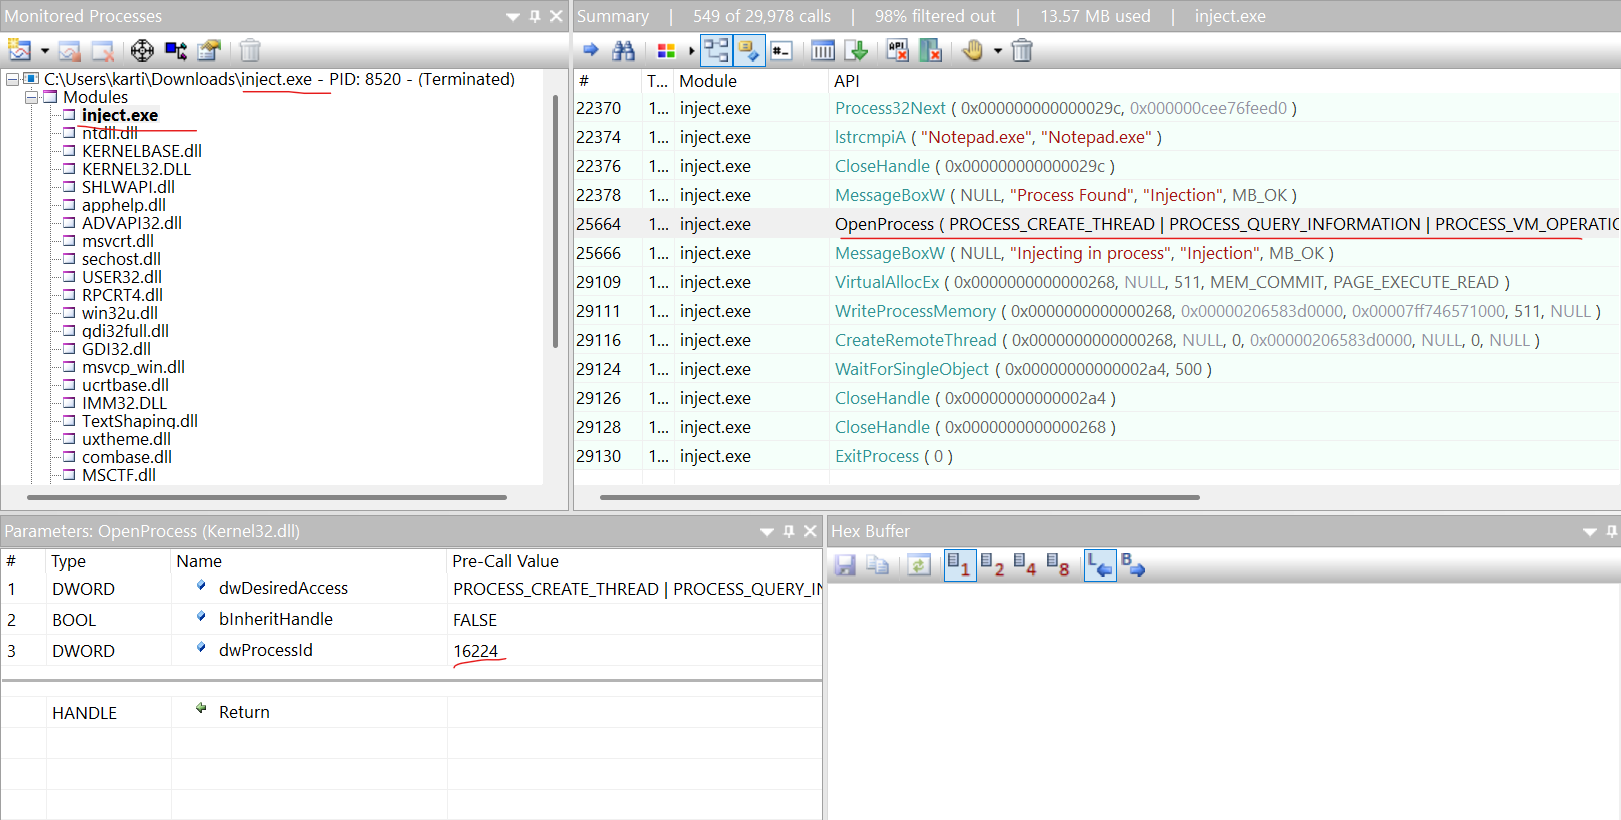 Monitored Processes
C:\Users\karti\Downloads\inject.exe - PID: 8520 - (Terminated)
Modules
inject.exe
ntdll.dll
KERNELBASE.dll
KERNEL32.DLL
SHLWAPI.dll
apphelp.dll
ADVAPI32.dll
msvcrt.dll
sechost.dll
USER32.dll
RPCRT4.dll
win32u.dll
gdi32full.dll
GDI32.dll
msvcp_win.dll
ucrtbase.dll
IMM32.DLL
TextShaping.dll
uxtheme.dll
combase.dll
MSCTF.dll
Summary | 549 of 29,978 calls | 98% filtered out | 13.57 MB used | inject.exe
# T... Module API
22370 1... inject.exe Process32Next ( 0x000000000000029c, 0x000000cee76feed0 )
22374 1... inject.exe lstrcmpiA ( "Notepad.exe", "Notepad.exe" )
22376 1... inject.exe CloseHandle ( 0x000000000000029c )
22378 1... inject.exe MessageBoxW ( NULL, "Process Found", "Injection", MB_OK )
25664 1... inject.exe OpenProcess ( PROCESS_CREATE_THREAD | PROCESS_QUERY_INFORMATION | PROCESS_VM_OPERATIO
25666 1... inject.exe MessageBoxW ( NULL, "Injecting in process", "Injection", MB_OK )
29109 1... inject.exe VirtualAllocEx ( 0x0000000000000268, NULL, 511, MEM_COMMIT, PAGE_EXECUTE_READ )
29111 1... inject.exe WriteProcessMemory ( 0x0000000000000268, 0x00000206583d0000, 0x00007ff746571000, 511, NULL )
29116 1... inject.exe CreateRemoteThread ( 0x0000000000000268, NULL, 0, 0x00000206583d0000, NULL, 0, NULL )
29124 1... inject.exe WaitForSingleObject ( 0x00000000000002a4, 500 )
29126 1... inject.exe CloseHandle ( 0x00000000000002a4 )
29128 1... inject.exe CloseHandle ( 0x0000000000000268 )
29130 1... inject.exe ExitProcess ( 0 )
Parameters: OpenProcess (Kernel32.dll)
# Type Name Pre-Call Value
1 DWORD dwDesiredAccess PROCESS_CREATE_THREAD | PROCESS_QUERY_IN
2 BOOL bInheritHandle FALSE
3 DWORD dwProcessId 16224
HANDLE Return
Hex Buffer
1 2 4 8 L B